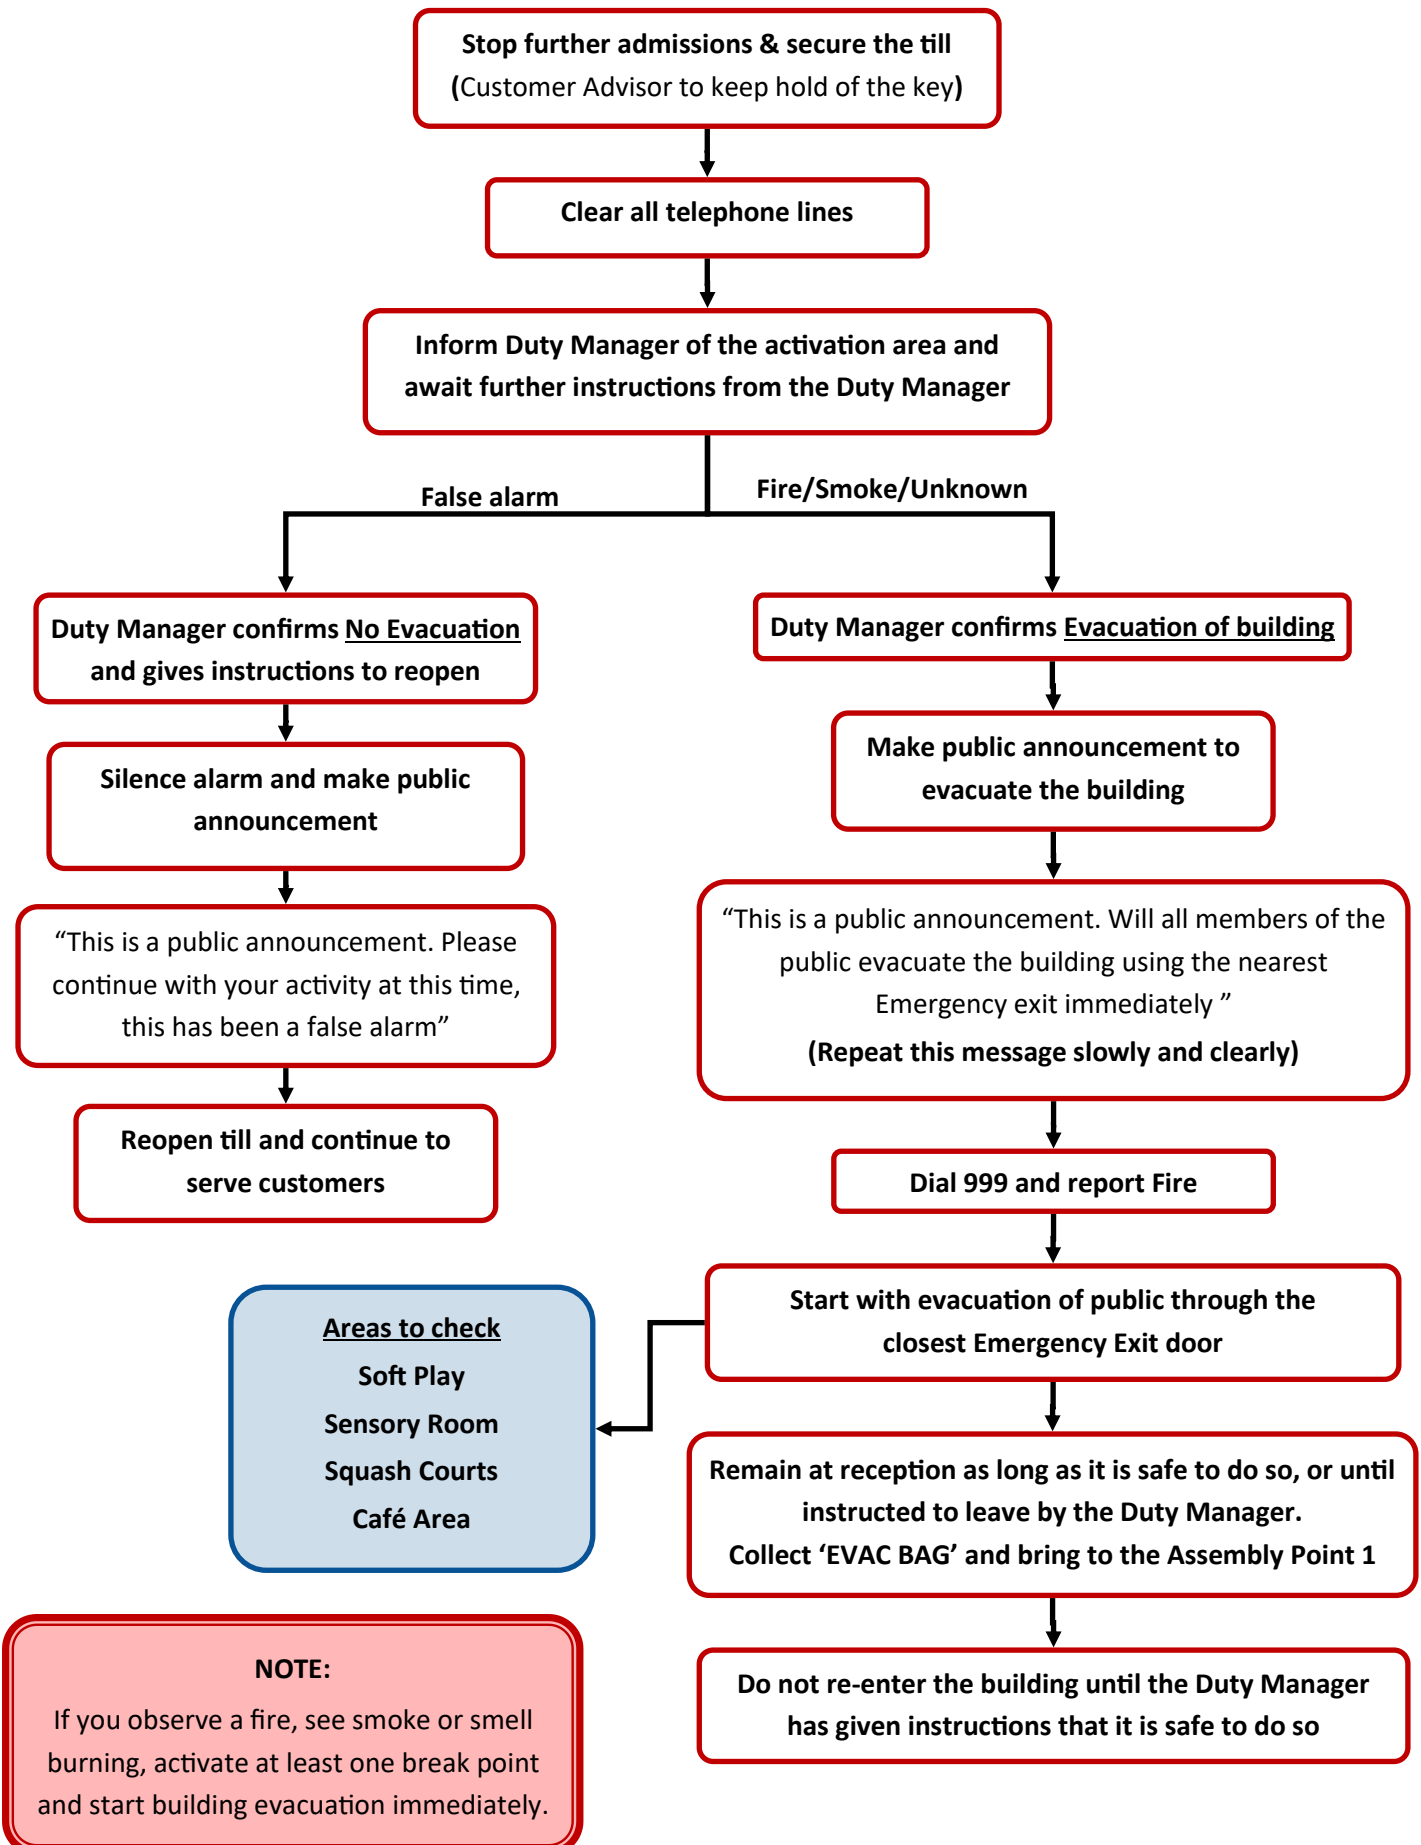 Stop further admissions & secure the till
(Customer Advisor to keep hold of the key)
Clear all telephone lines
Inform Duty Manager of the activation area and
await further instructions from the Duty Manager
False alarm
Fire/Smoke/Unknown
Duty Manager confirms No Evacuation
and gives instructions to reopen
Silence alarm and make public
announcement
“This is a public announcement. Please
continue with your activity at this time,
this has been a false alarm”
Reopen till and continue to
serve customers
Duty Manager confirms Evacuation of building
Make public announcement to
evacuate the building
“This is a public announcement. Will all members of the
public evacuate the building using the nearest
Emergency exit immediately ”
(Repeat this message slowly and clearly)
Dial 999 and report Fire
Start with evacuation of public through the
closest Emergency Exit door
Areas to check
Soft Play
Sensory Room
Squash Courts
Café Area
Remain at reception as long as it is safe to do so, or until
instructed to leave by the Duty Manager.
Collect ‘EVAC BAG’ and bring to the Assembly Point 1
Do not re-enter the building until the Duty Manager
has given instructions that it is safe to do so
NOTE:
If you observe a fire, see smoke or smell
burning, activate at least one break point
and start building evacuation immediately.